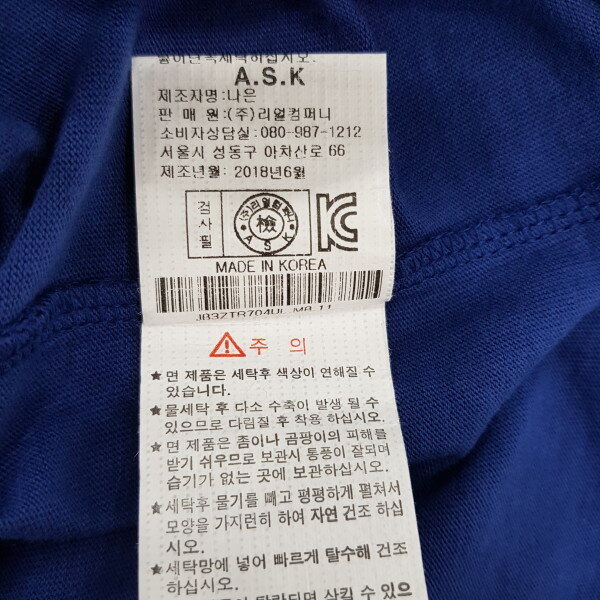 A.S.K
제조자명:나은
판 매 원:(주)리얼컴퍼니
소비자상담실:080-987-1212
서울시 성동구 아차산로 66
제조년월: 2018년6월
검사필
(주)리얼컴퍼니
檢
A S K
KC
MADE IN KOREA
주 의
★면 제품은 세탁후 색상이 연해질 수
있습니다.
★물세탁 후 다소 수축이 발생 될 수
있으므로 다림질 후 착용 하십시오.
★면 제품은 좀이나 곰팡이의 피해를
받기 쉬우므로 보관시 통풍이 잘되며
습기가 없는 곳에 보관하십시오.
★세탁후 물기를 빼고 평평하게 펼쳐서
모양을 가지런히 하여 자연 건조 하십
시오.
★세탁망에 넣어 빠르게 탈수해 건조
하십시오.